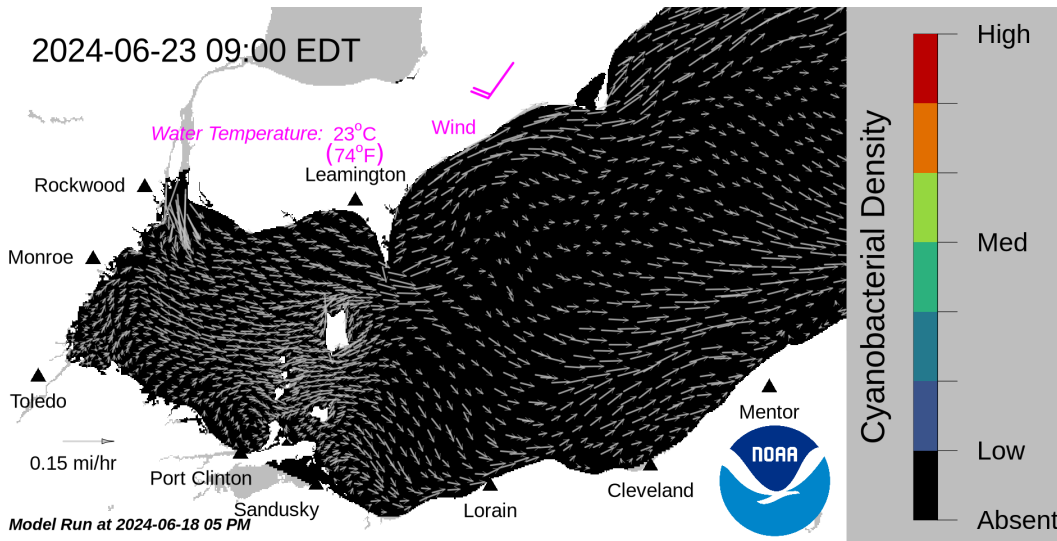 2024-06-23 09:00 EDT
Water Temperature: 23°C
(74°F)
Wind
Leamington
Rockwood
Monroe
Toledo
0.15 mi/hr
Port Clinton
Sandusky
Lorain
Cleveland
Mentor
NOAA
Model Run at 2024-06-18 05 PM
Cyanobacterial Density
High
Med
Low
Absent